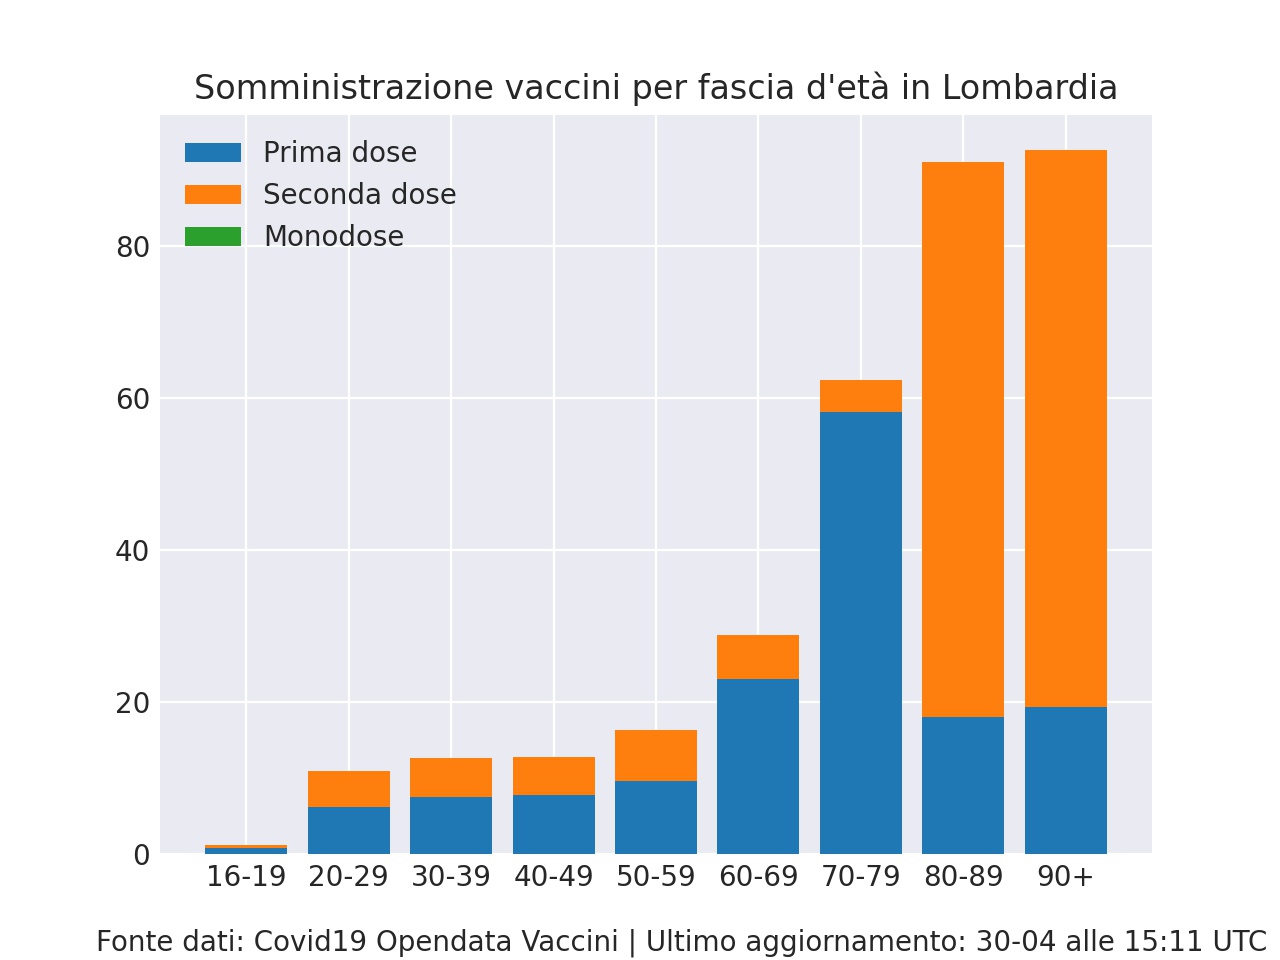 Somministrazione vaccini per fascia d'età in Lombardia
Prima dose
Seconda dose
Monodose
80
60
40
20
0
16-19 20-29 30-39 40-49 50-59 60-69 70-79 80-89 90+
Fonte dati: Covid19 Opendata Vaccini | Ultimo aggiornamento: 30-04 alle 15:11 UTC